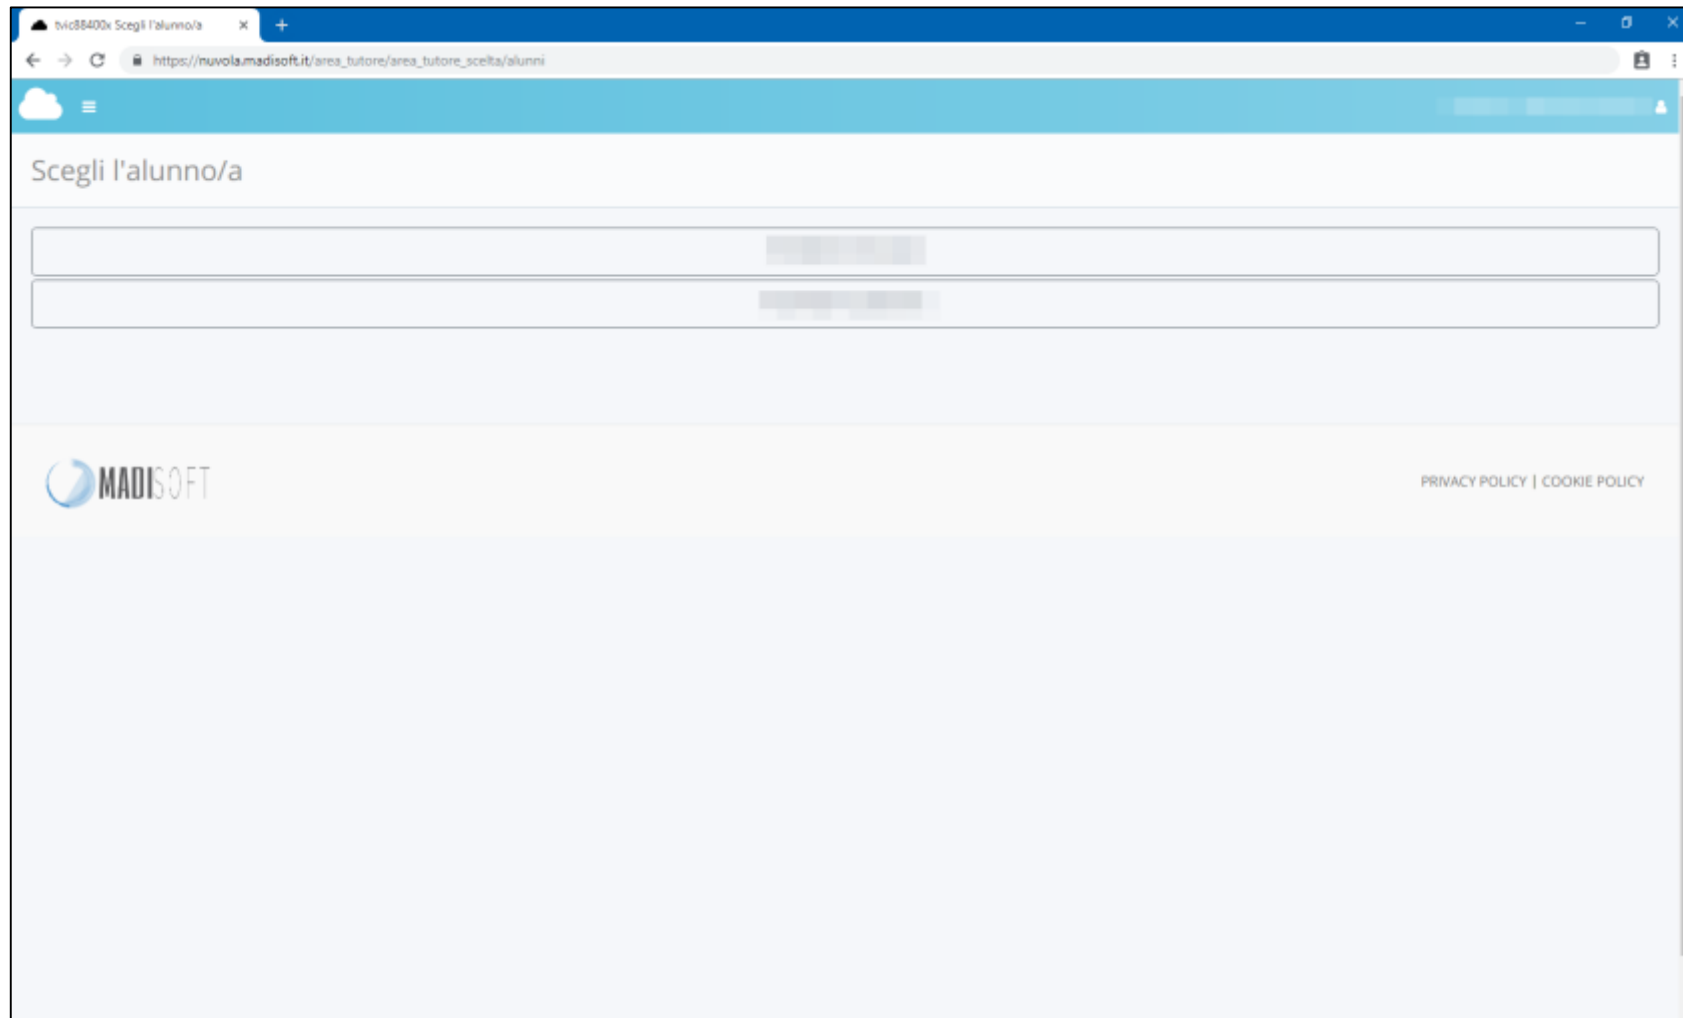 tvic88400x Scegli l'alunno/a
https://nuvola.madisoft.it/area_tutore/area_tutore_scelta/alunni
Scegli l'alunno/a
MADISOFT
PRIVACY POLICY | COOKIE POLICY